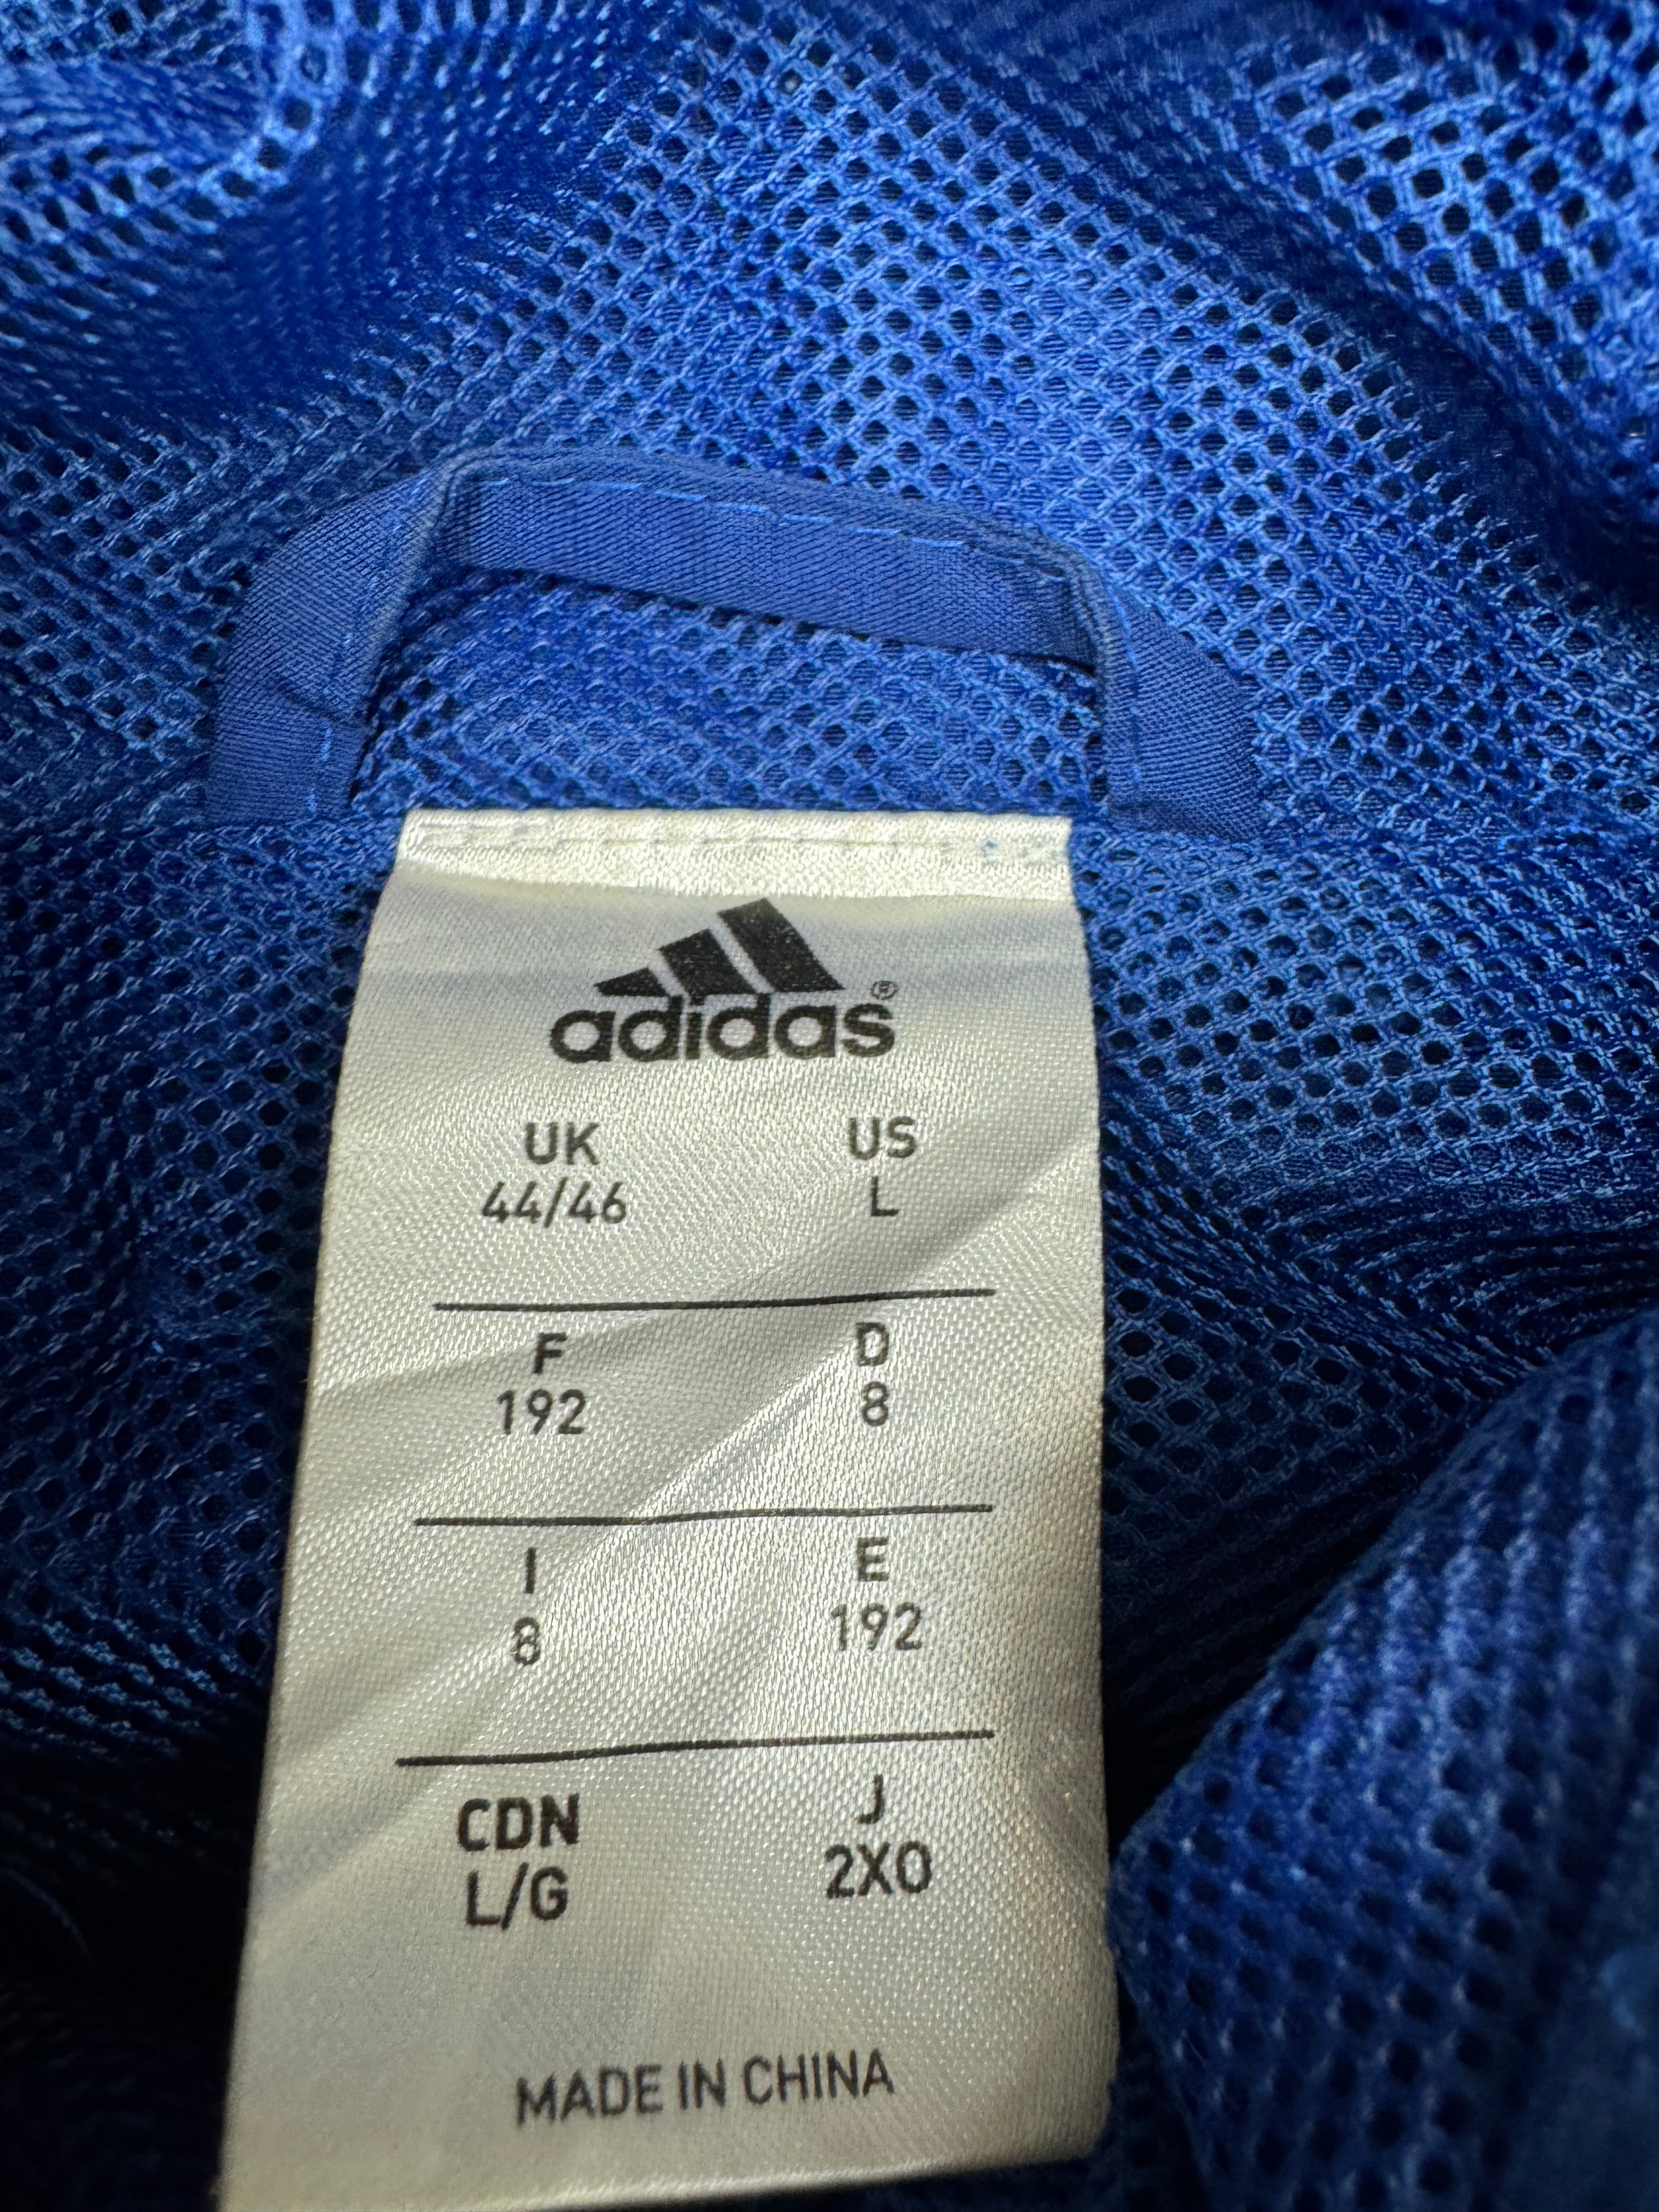 adidas®
UK US
44/46 L
F D
192 8
I E
8 192
CDN J
L/G 2XO
MADE IN CHINA